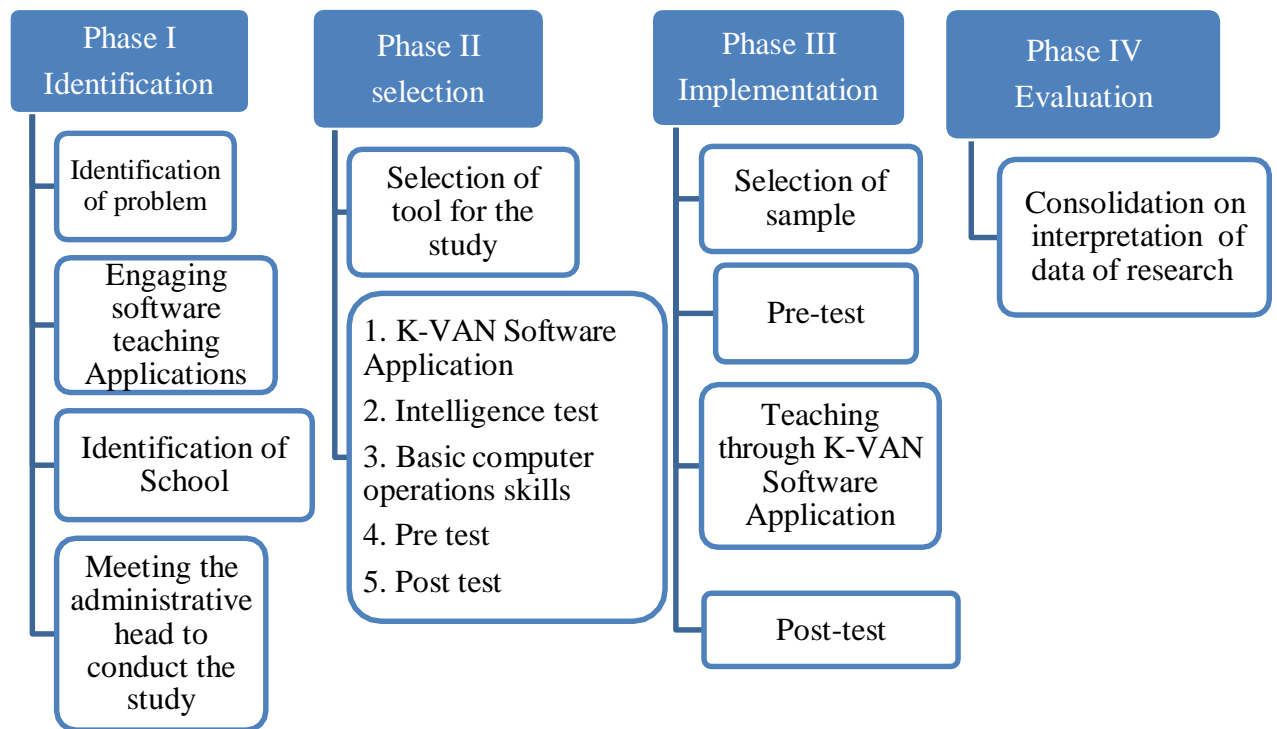 Phase I
Identification
Identification
of problem
Engaging
software
teaching
Applications
Identification of
School
Meeting the
administrative
head to
conduct the
study
Phase II
selection
Selection of
tool for the
study
1. K-VAN Software
Application
2. Intelligence test
3. Basic computer
operations skills
4. Pre test
5. Post test
Phase III
Implementation
Selection of
sample
Pre-test
Teaching
through K-VAN
Software
Application
Post-test
Phase IV
Evaluation
Consolidation on
interpretation of
data of research